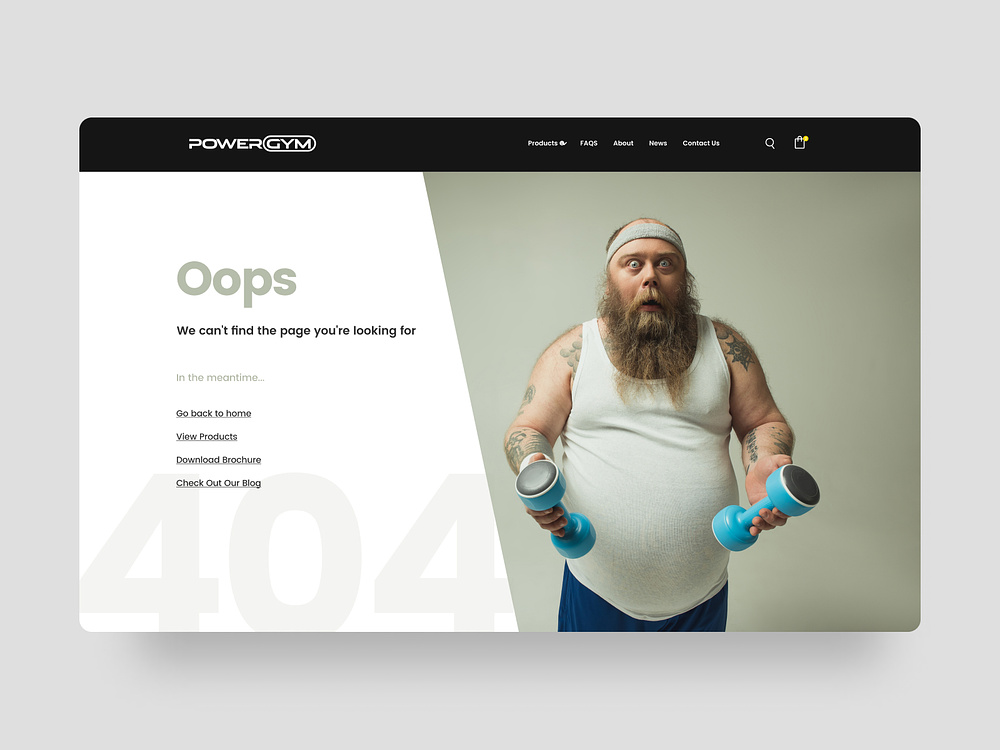 POWERGYM
Products FAQS About News Contact Us
Oops
We can't find the page you're looking for
In the meantime...
Go back to home
View Products
Download Brochure
Check Out Our Blog
404